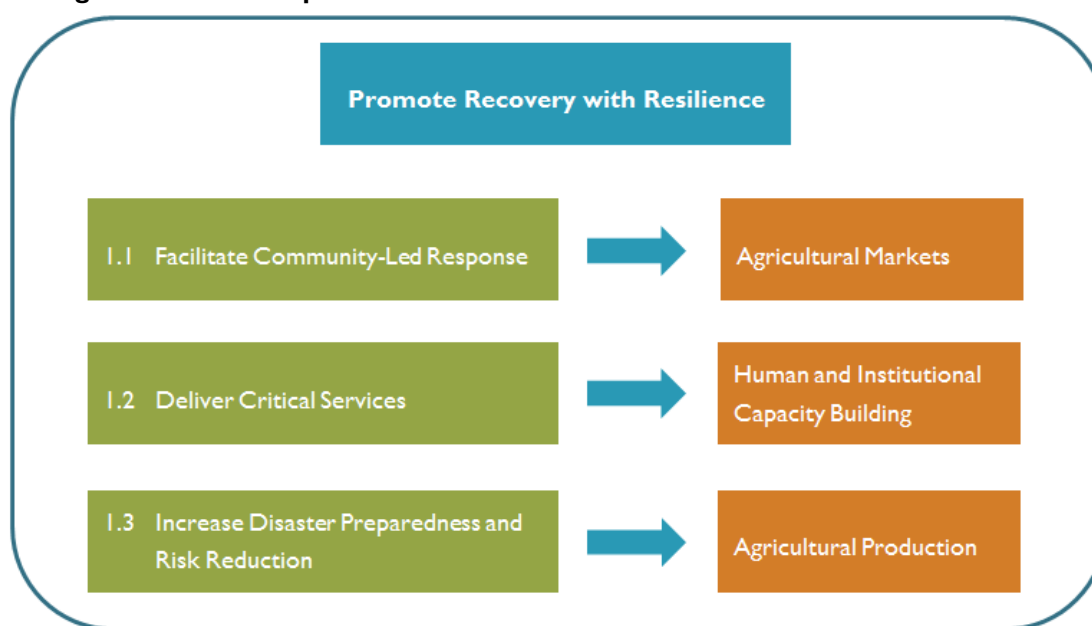 Promote Recovery with Resilience
1.1 Facilitate Community-Led Response
Agricultural Markets
1.2 Deliver Critical Services
Human and Institutional
Capacity Building
1.3 Increase Disaster Preparedness and
Risk Reduction
Agricultural Production